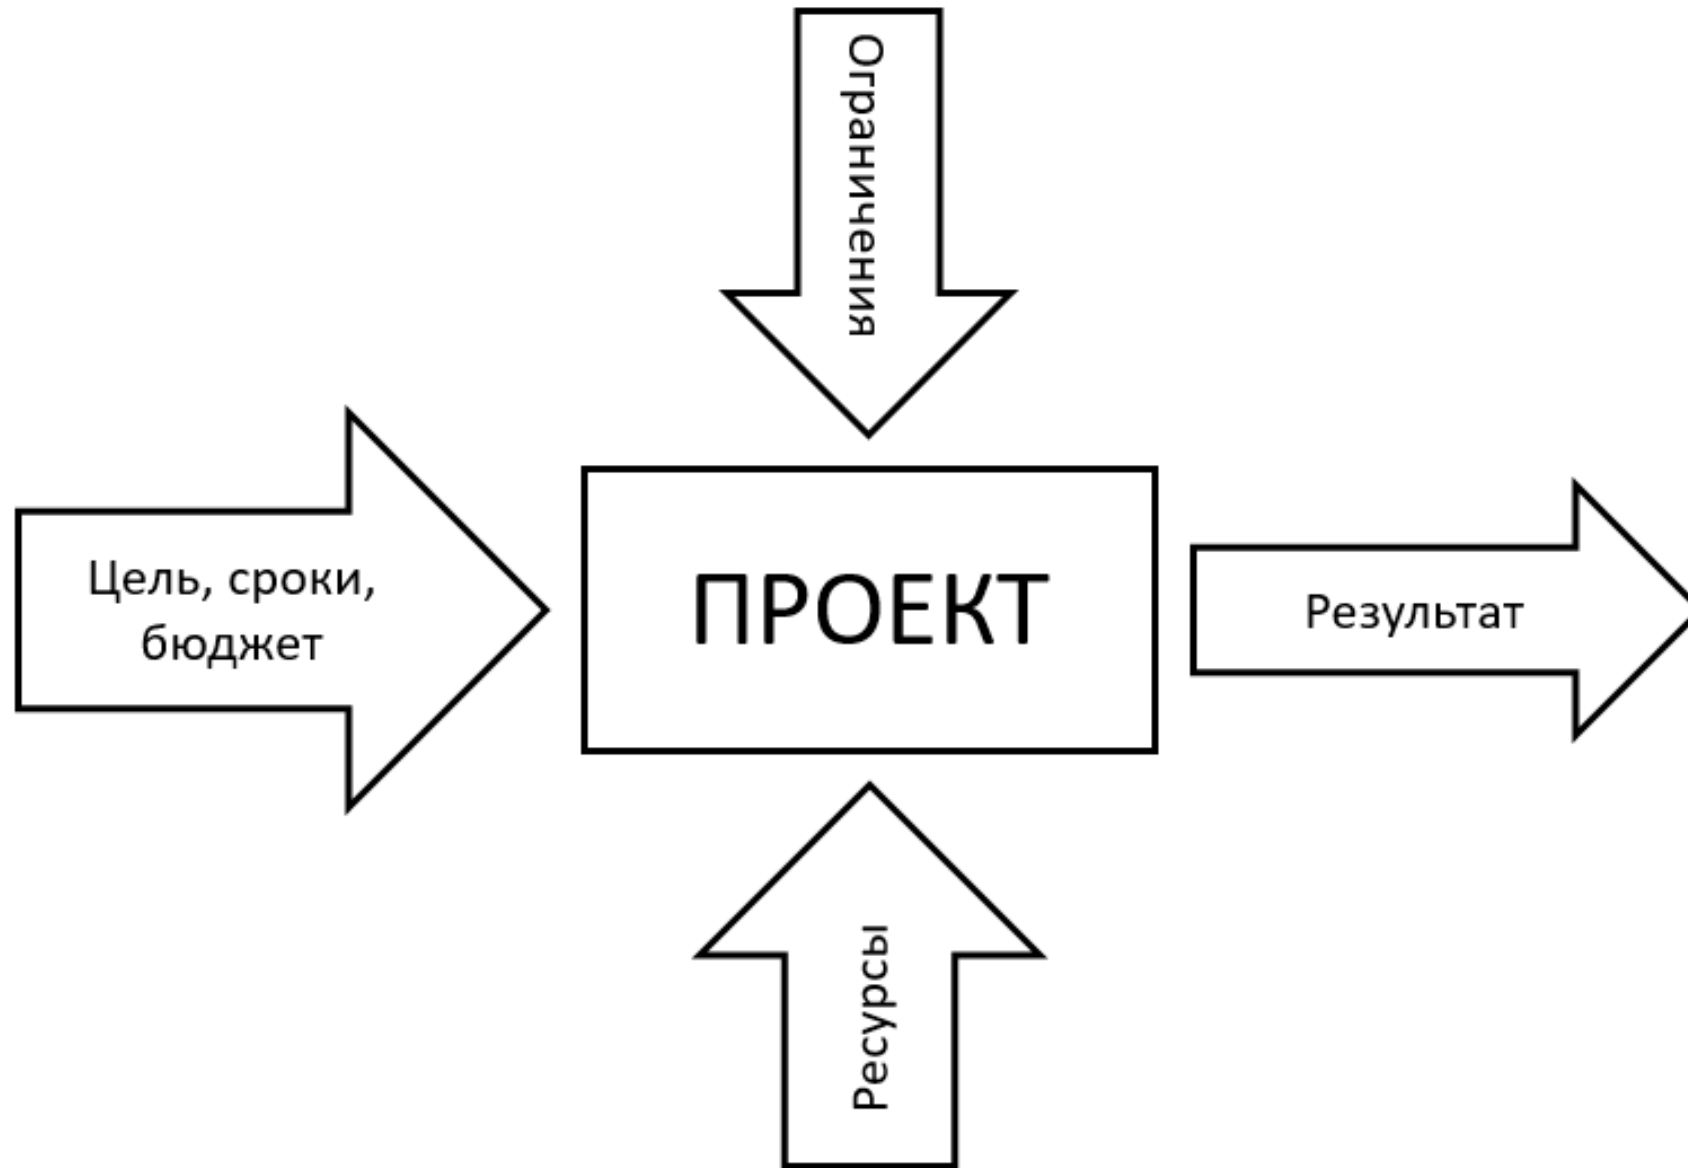 Ограничения
Цель, сроки,
бюджет
ПРОЕКТ
Результат
Ресурсы